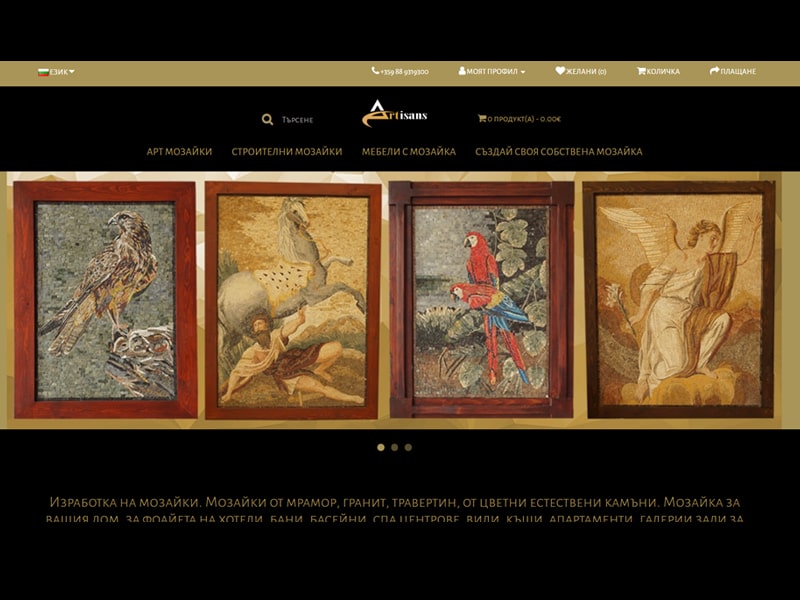 ЕЗИК
+359 88 9319300
МОЯТ ПРОФИЛ
ЖЕЛАНИ (0)
КОЛИЧКА
ПЛАЩАНЕ
Търсене
Artisans
0 ПРОДУКТ(А) - 0.00€
АРТ МОЗАЙКИ
СТРОИТЕЛНИ МОЗАЙКИ
МЕБЕЛИ С МОЗАЙКА
СЪЗДАЙ СВОЯ СОБСТВЕНА МОЗАЙКА
Изработка на мозайки. Мозайки от мрамор, гранит, травертин, от цветни естествени камъни. Мозайка за
вашия дом, за фоайета на хотели, бани, басейни, спа центрове, вили, къщи, апартаменти, галерии зали за